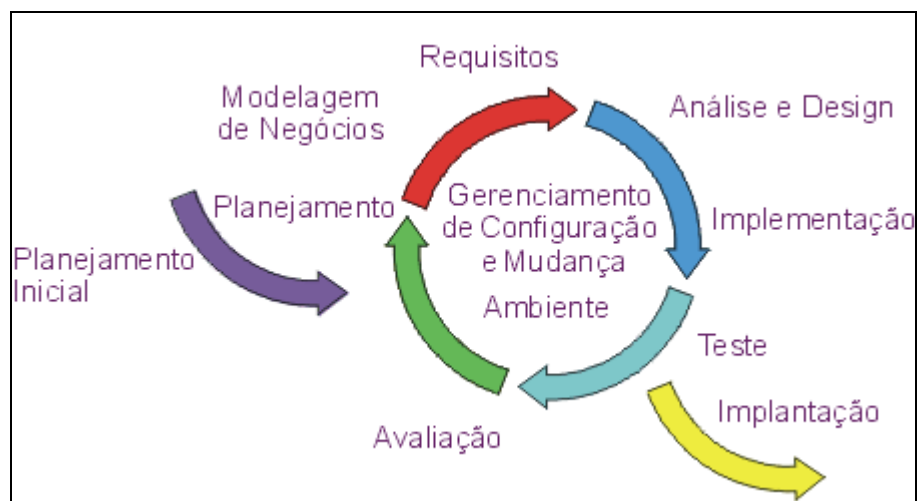 Requisitos
Modelagem
de Negócios
Análise e Design
Planejamento
Gerenciamento
de Configuração
e Mudança
Implementação
Planejamento
Inicial
Ambiente
Teste
Implantação
Avaliação